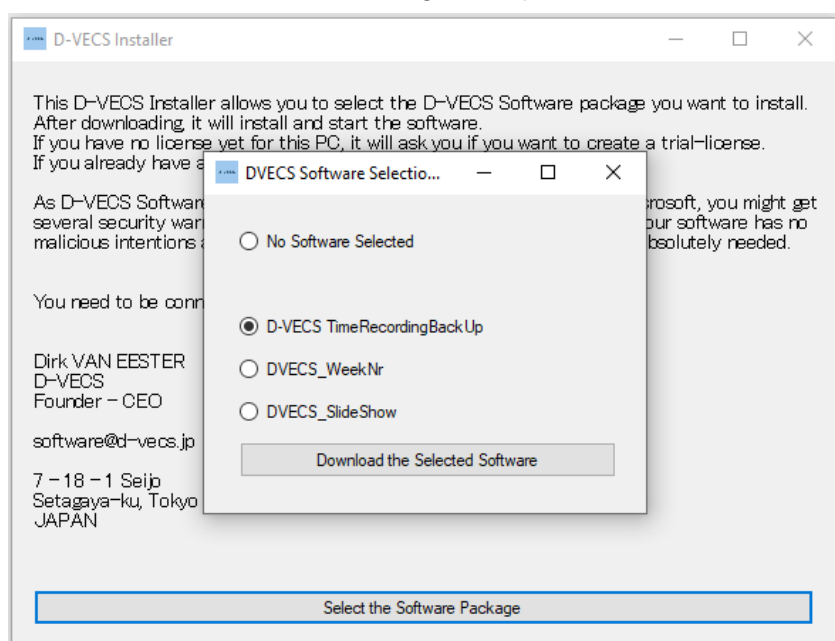 D-VECS Installer
This D-VECS Installer allows you to select the D-VECS Software package you want to install.
After downloading, it will install and start the software.
If you have no license yet for this PC, it will ask you if you want to create a trial-license.
If you already have a
As D-VECS Software
rosoft, you might get
several security war
our software has no
malicious intentions
bsolutely needed.
You need to be conn
Dirk VAN EESTER
D-VECS
Founder - CEO
software@d-vecs.jp
7-18-1 Seijo
Setagaya-ku, Tokyo
JAPAN
DVECS Software Selectio...
No Software Selected
D-VECS TimeRecordingBackUp
DVECS_WeekNr
DVECS_SlideShow
Download the Selected Software
Select the Software Package